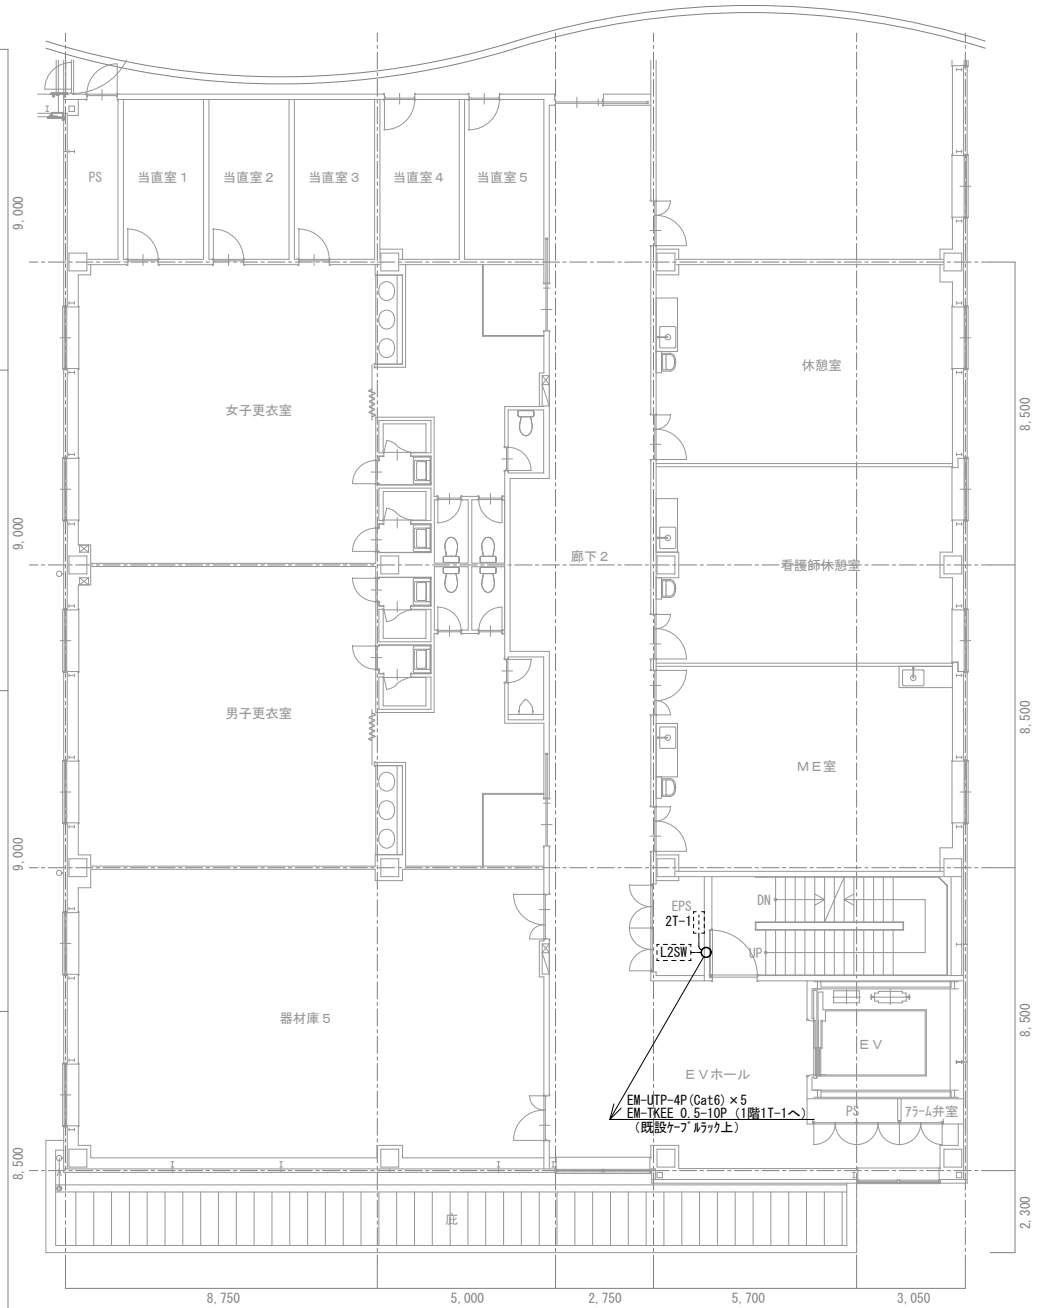 PS
当直室1
当直室2
当直室3
当直室4
当直室5
9,000
女子更衣室
休憩室
8,500
9,000
廊下2
看護師休憩室
男子更衣室
8,500
ME室
9,000
EPS
2T-1
L2SW
DN
UP
器材庫5
8,500
EV
EVホール
EM-UTP-4P(Cat6)×5
EM-TKEE 0.5-10P (1階1T-1へ)
(既設ケーブルラック上)
PS
アラーム弁室
8,500
庇
2,300
8,750
5,000
2,750
5,700
3,050